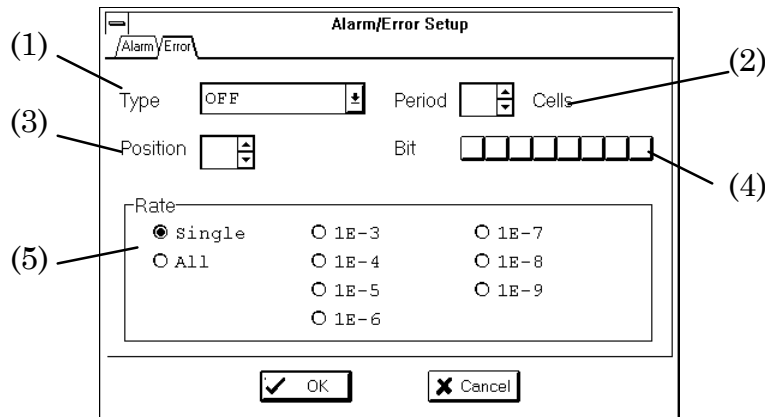 Alarm/Error Setup
Alarm Error
(1)
(2)
Type OFF Period Cells
(3)
Position Bit
(4)
Rate
Single 1E-3 1E-7
(5) All 1E-4 1E-8
1E-5 1E-9
1E-6
OK Cancel